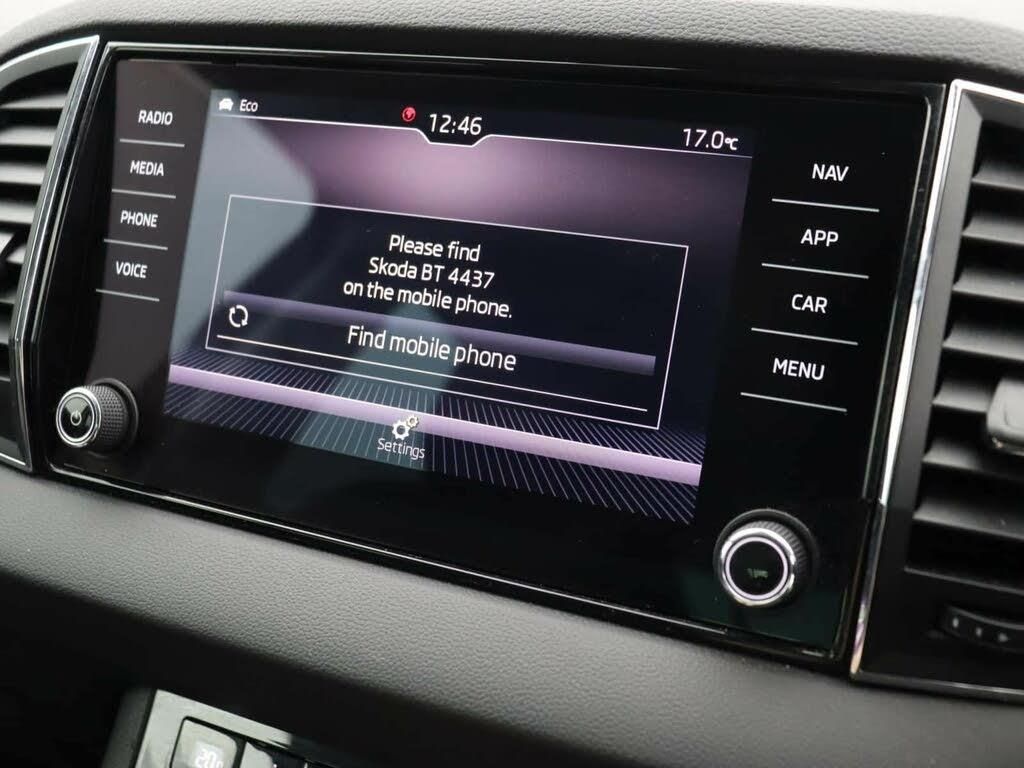 Eco
12:46
17.0°C
RADIO
MEDIA
PHONE
VOICE
Please find
Skoda BT 4437
on the mobile phone.
Find mobile phone
Settings
NAV
APP
CAR
MENU